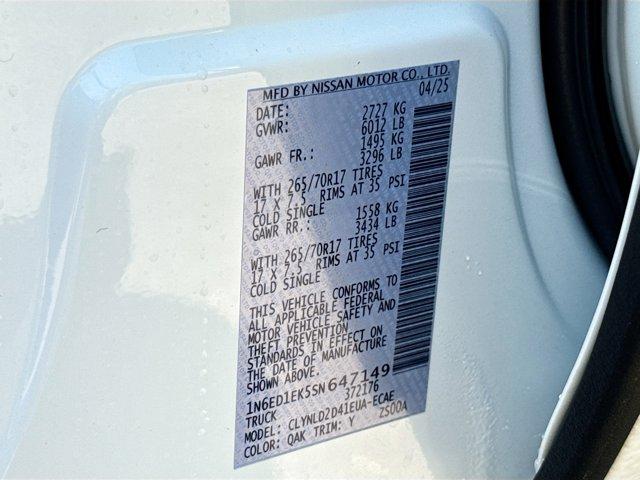 MFD BY NISSAN MOTOR CO., LTD.
DATE: 04/25
GVWR: 2727 KG
6012 LB
GAWR FR.: 1495 KG
3296 LB
WITH 265/70R17 TIRES
17 X 7.5 RIMS AT 35 PSI
COLD SINGLE
GAWR RR.: 1558 KG
3434 LB
WITH 265/70R17 TIRES
17 X 7.5 RIMS AT 35 PSI
COLD SINGLE
THIS VEHICLE CONFORMS TO
ALL APPLICABLE FEDERAL
MOTOR VEHICLE SAFETY AND
THEFT PREVENTION
STANDARDS IN EFFECT ON
THE DATE OF MANUFACTURE
SHOWN ABOVE.
1N6ED1EK5SN647149
TRUCK 372176
MODEL: CLYNLD2D41EUA-ECAE
COLOR: QAK TRIM: Y ZS00A